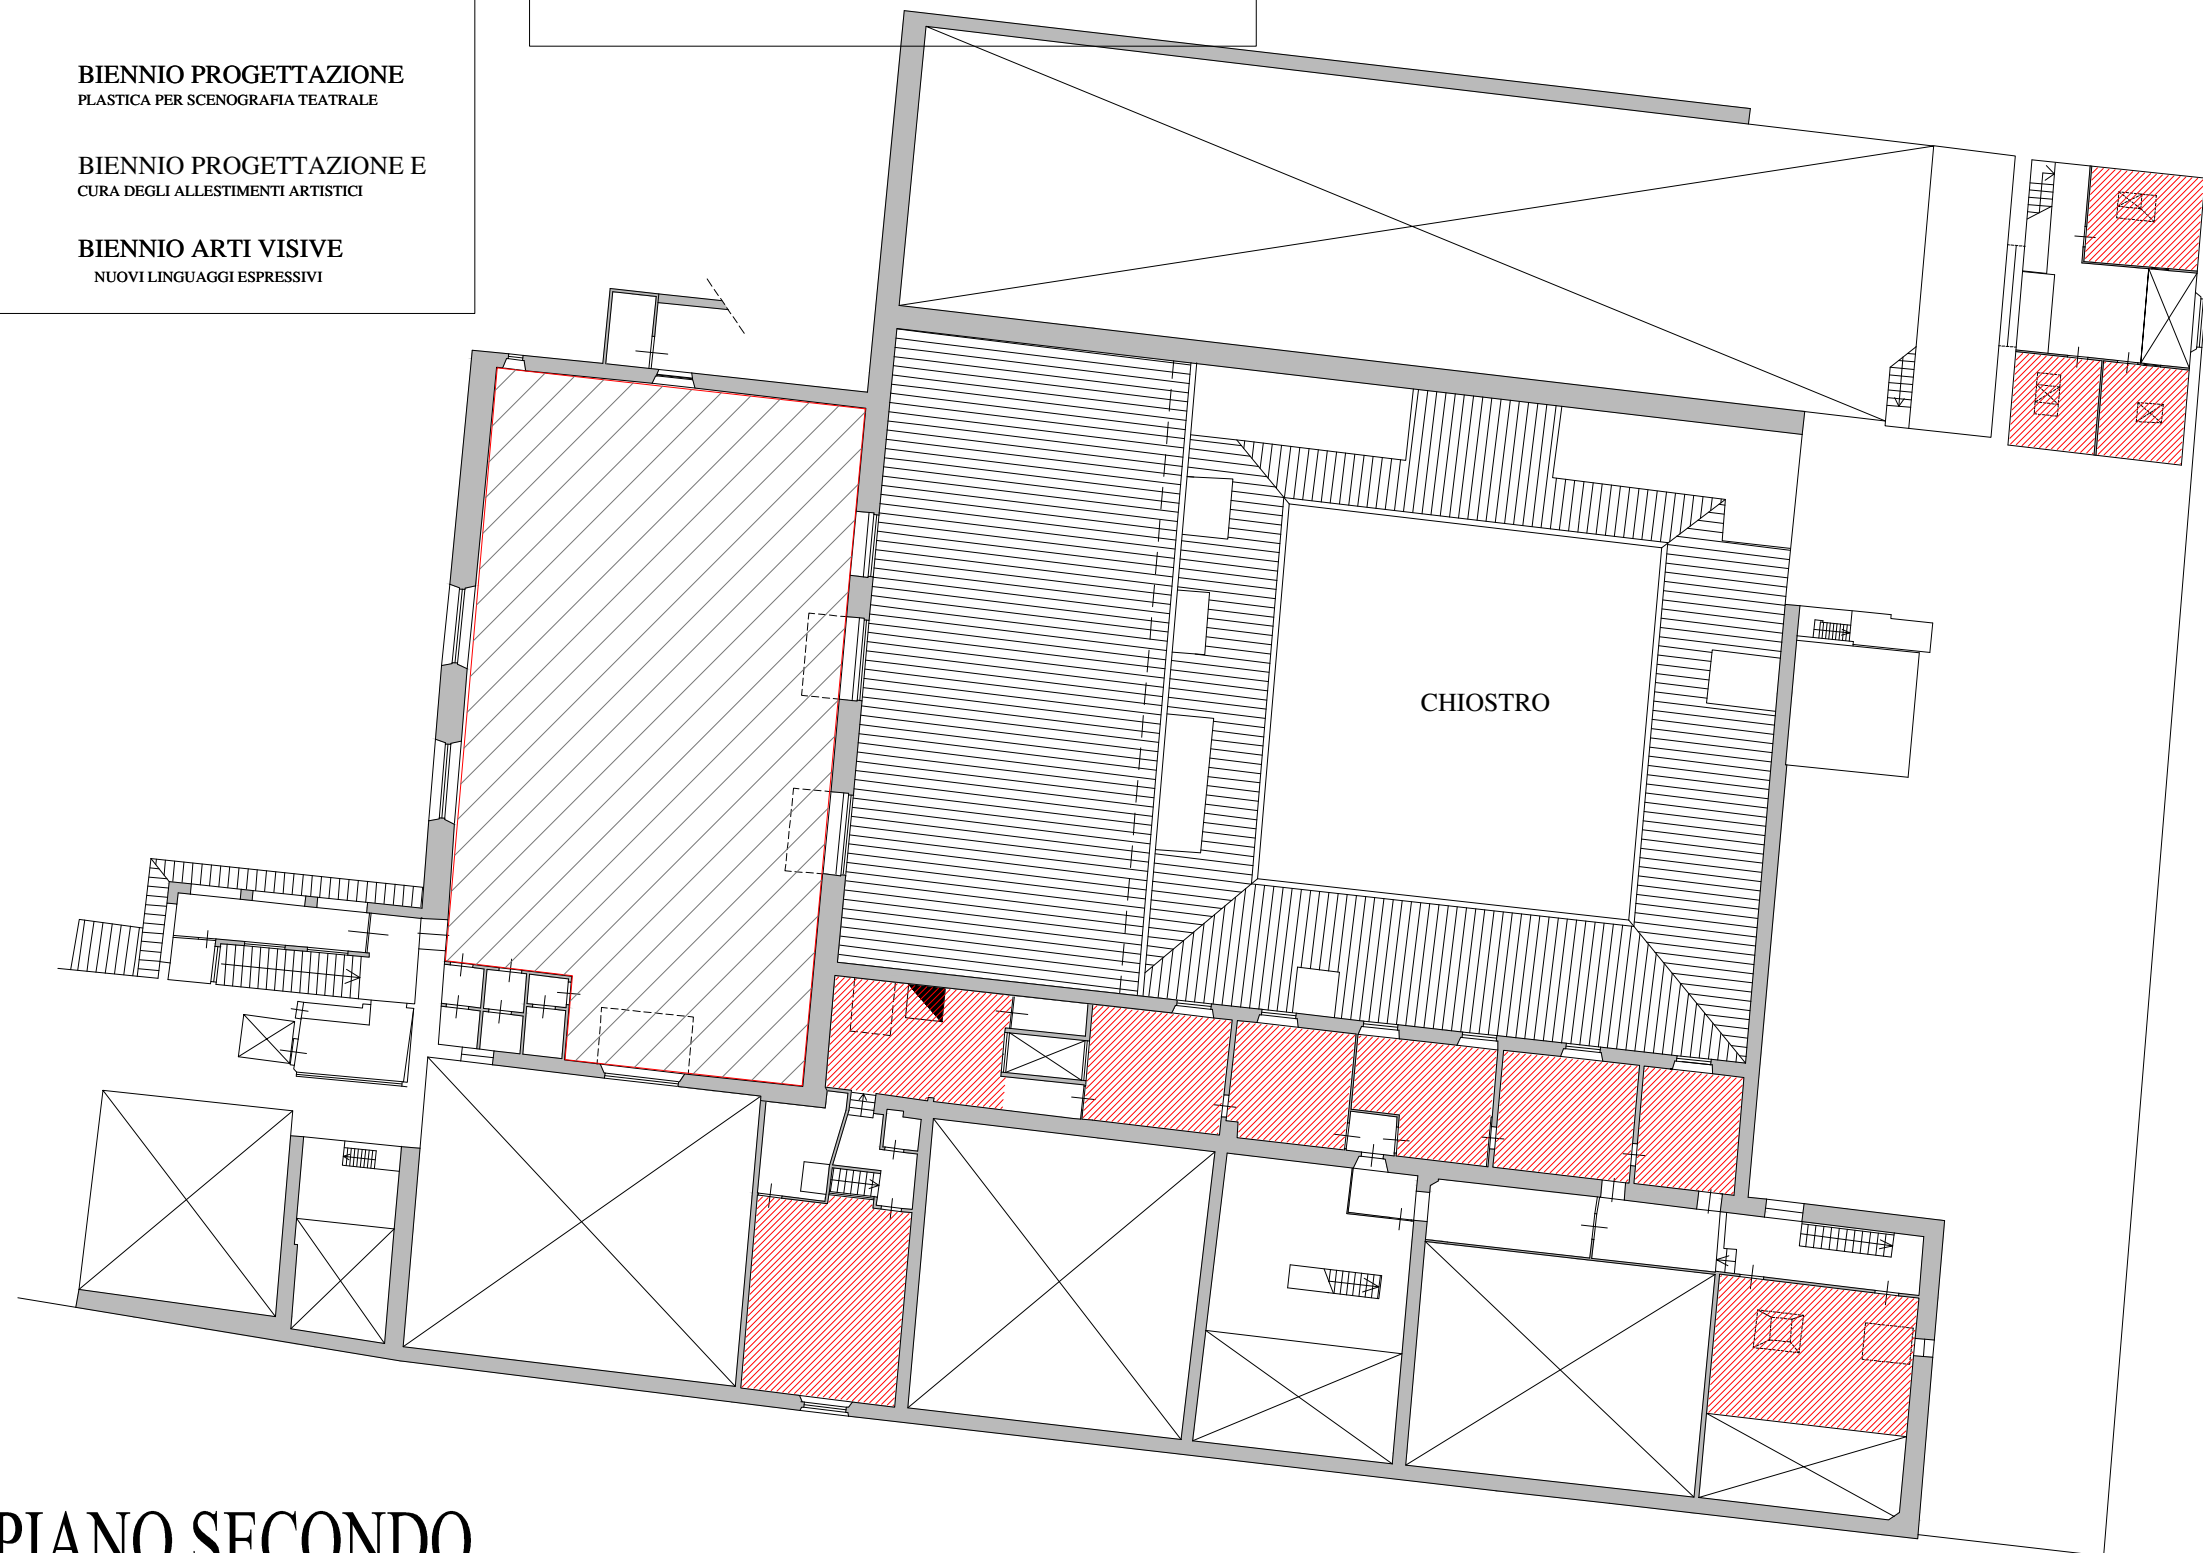 BIENNIO PROGETTAZIONE
PLASTICA PER SCENOGRAFIA TEATRALE
BIENNIO PROGETTAZIONE E
CURA DEGLI ALLESTIMENTI ARTISTICI
BIENNIO ARTI VISIVE
NUOVI LINGUAGGI ESPRESSIVI
CHIOSTRO
PIANO SECONDO